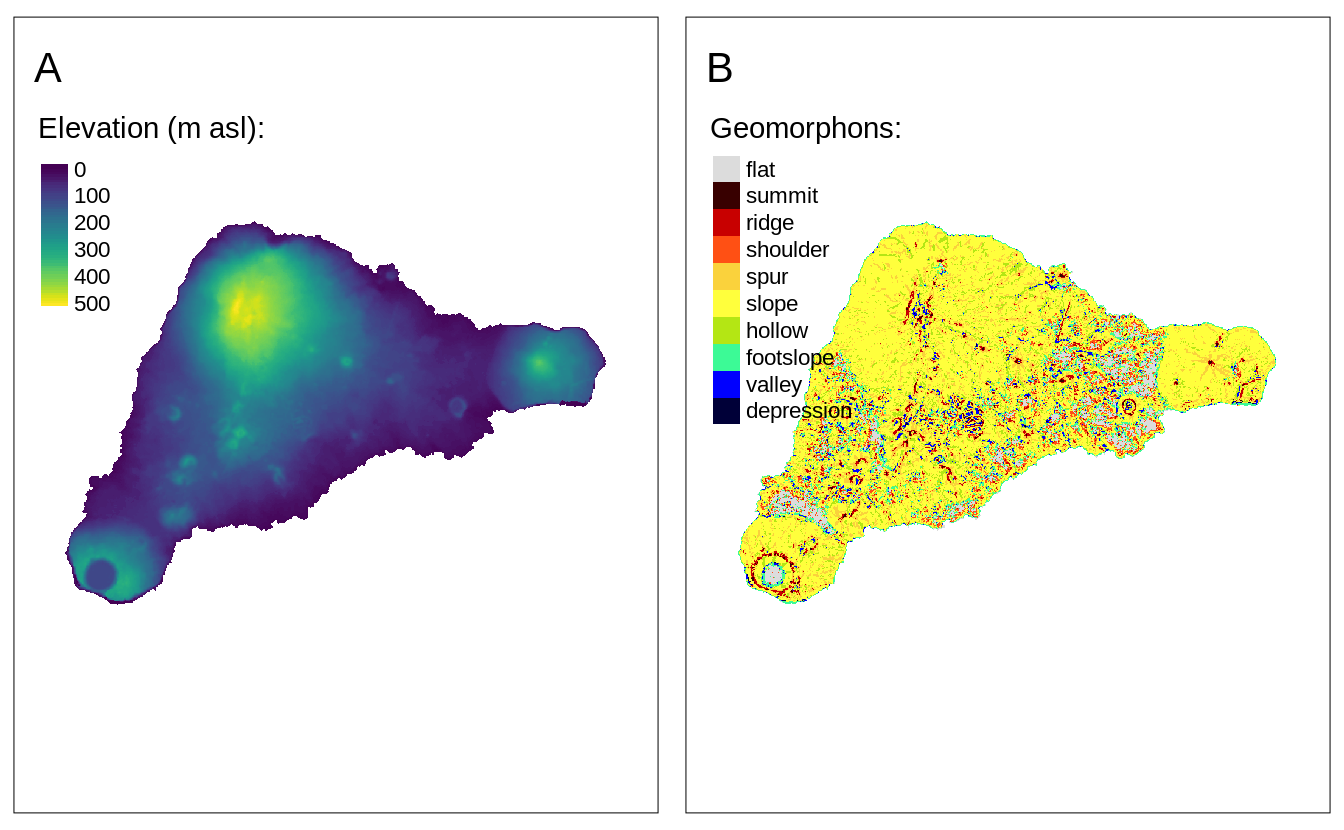 A
Elevation (m asl):
0
100
200
300
400
500
B
Geomorphons:
flat
summit
ridge
shoulder
spur
slope
hollow
footslope
valley
depression